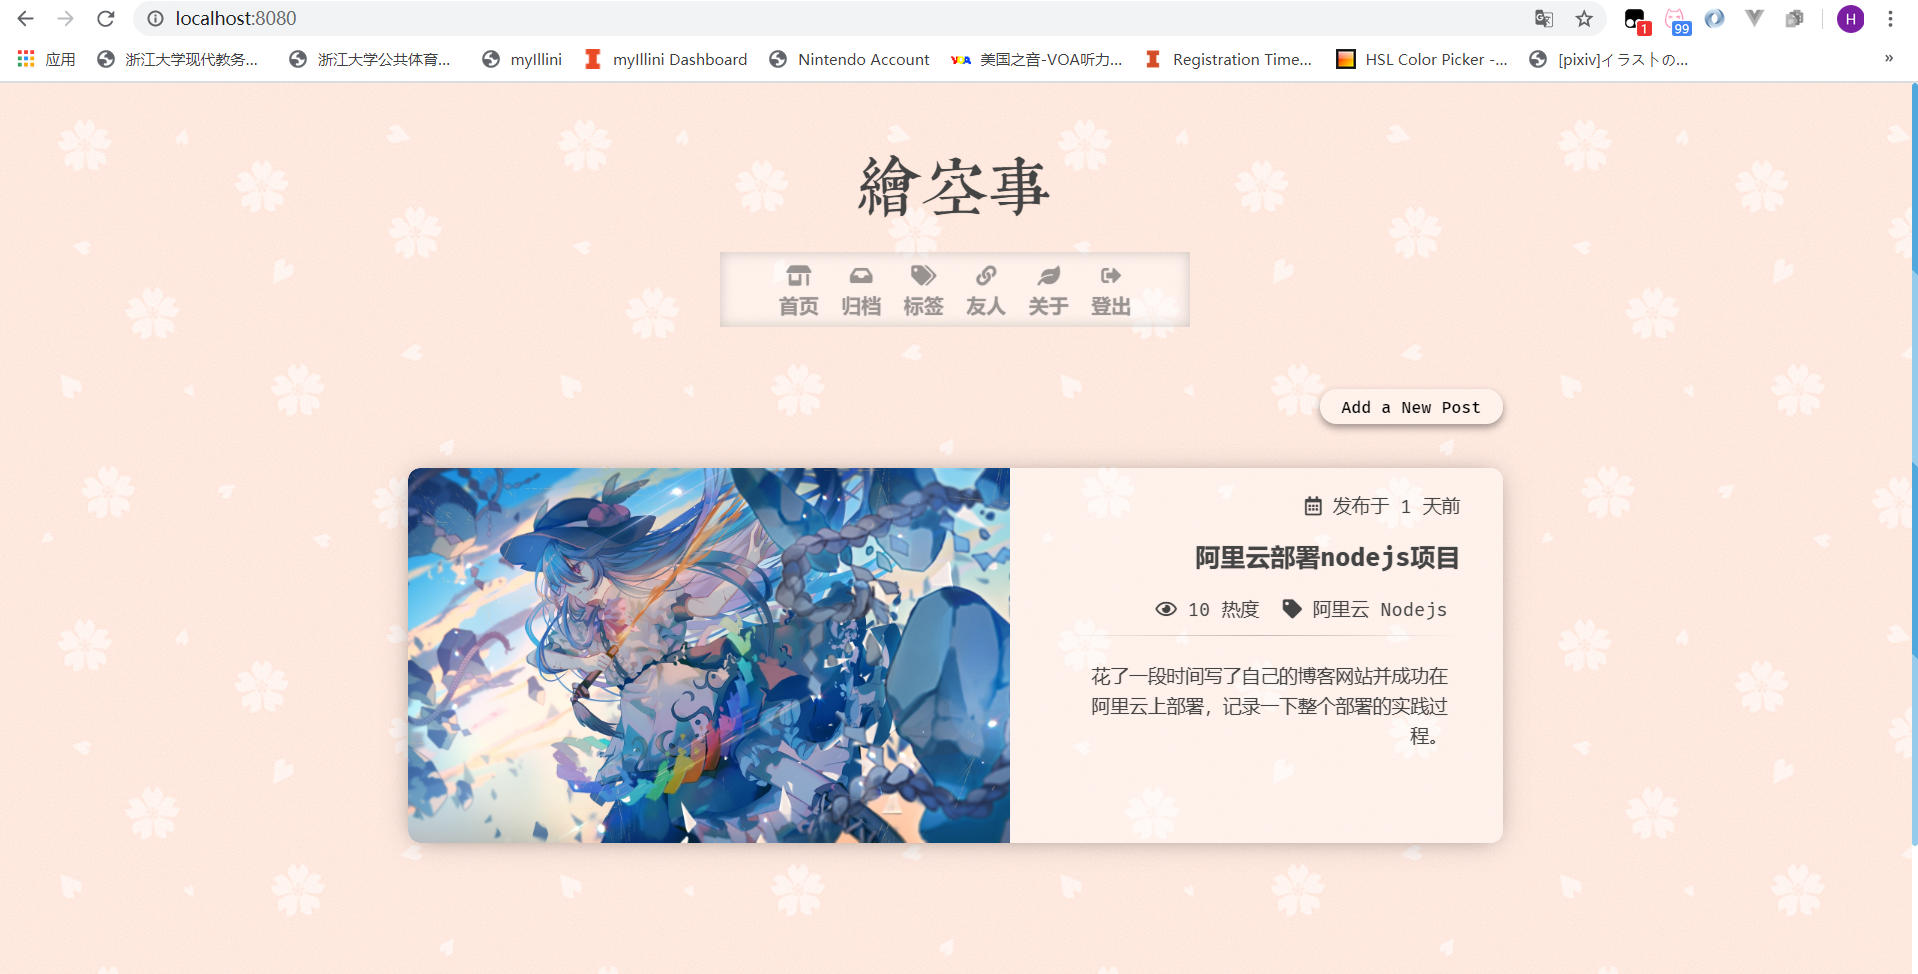 localhost:8080
1
99
H
应用
浙江大学现代教务...
浙江大学公共体育...
myIllini
myIllini Dashboard
Nintendo Account
VOA
美国之音-VOA听力...
Registration Time...
HSL Color Picker -...
[pixiv]イラストの...
»
繪空事
首页 归档 标签 友人 关于 登出
Add a New Post
发布于 1 天前
阿里云部署nodejs项目
10 热度 阿里云 Nodejs
花了一段时间写了自己的博客网站并成功在
阿里云上部署，记录一下整个部署的实践过
程。